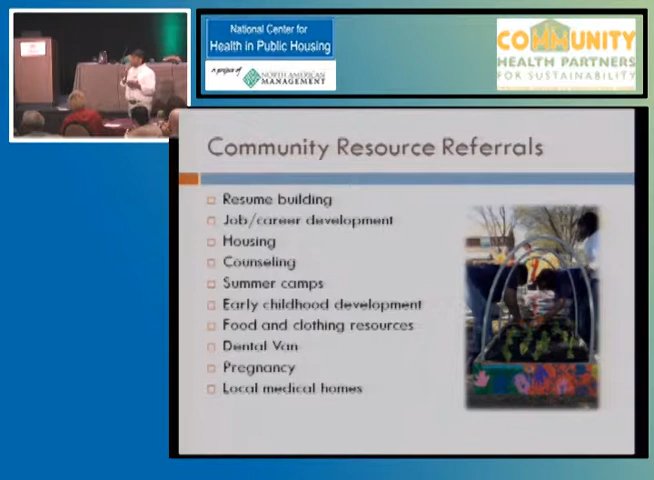 National Center for
Health in Public Housing
a project of NORTH AMERICAN
MANAGEMENT
COMMUNITY
HEALTH PARTNERS
FOR SUSTAINABILITY
Community Resource Referrals
Resume building
Job/career development
Housing
Counseling
Summer camps
Early childhood development
Food and clothing resources
Dental Van
Pregnancy
Local medical homes